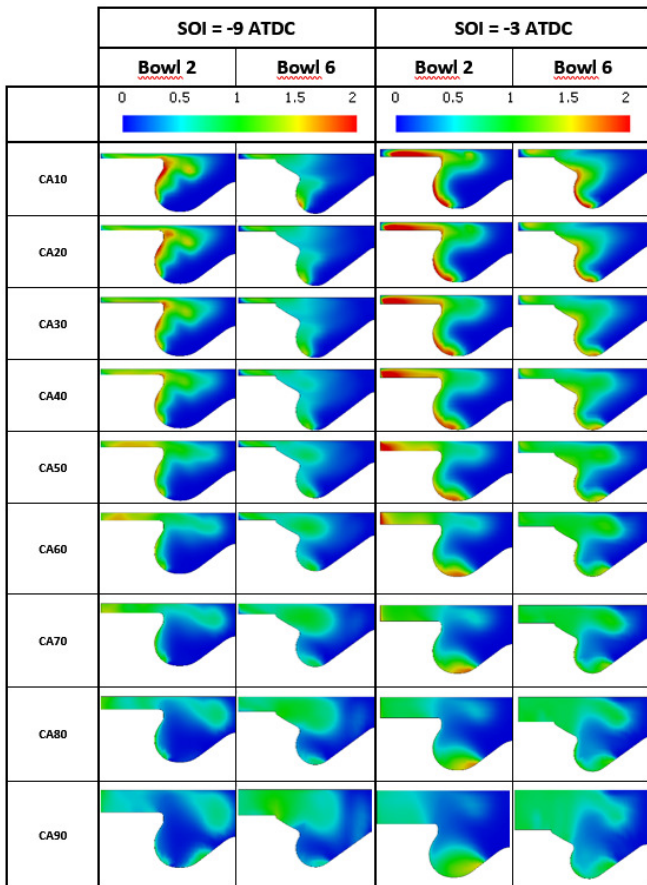 SOI = -9 ATDC SOI = -3 ATDC
Bowl 2 Bowl 6 Bowl 2 Bowl 6
0 0.5 1 1.5 2 0 0.5 1 1.5 2
CA10
CA20
CA30
CA40
CA50
CA60
CA70
CA80
CA90